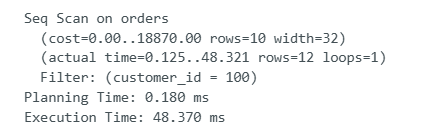 Seq Scan on orders
(cost=0.00..18870.00 rows=10 width=32)
(actual time=0.125..48.321 rows=12 loops=1)
Filter: (customer_id = 100)
Planning Time: 0.180 ms
Execution Time: 48.370 ms